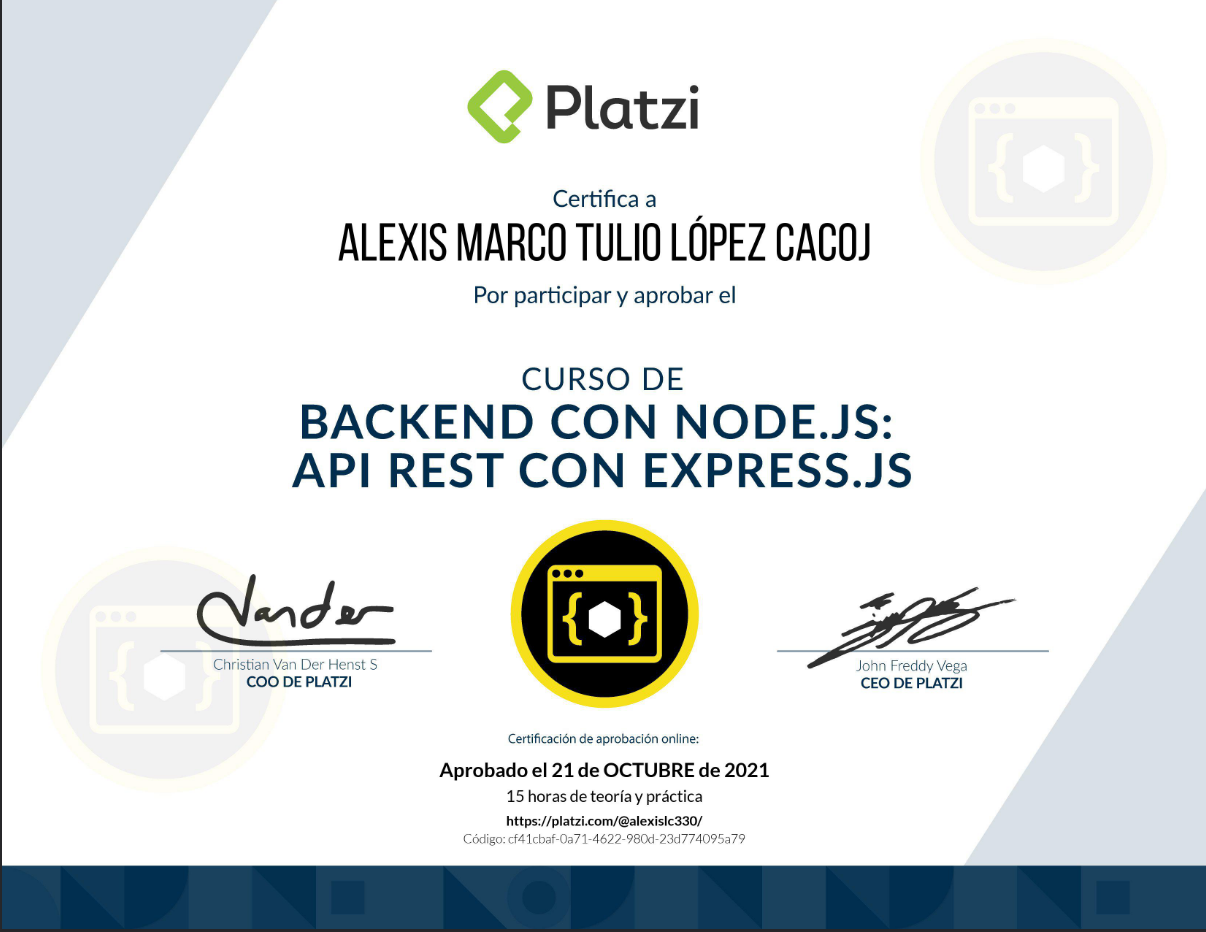 Platzi
Certifica a
ALEXIS MARCO TULIO LÓPEZ CACOJ
Por participar y aprobar el
CURSO DE
BACKEND CON NODE.JS:
API REST CON EXPRESS.JS
Vander
Christian Van Der Henst S
COO DE PLATZI
John Freddy Vega
CEO DE PLATZI
Certificación de aprobación online:
Aprobado el 21 de OCTUBRE de 2021
15 horas de teoría y práctica
https://platzi.com/@alexislc330/
Código: cf41cbaf-0a71-4622-980d-23d774095a79